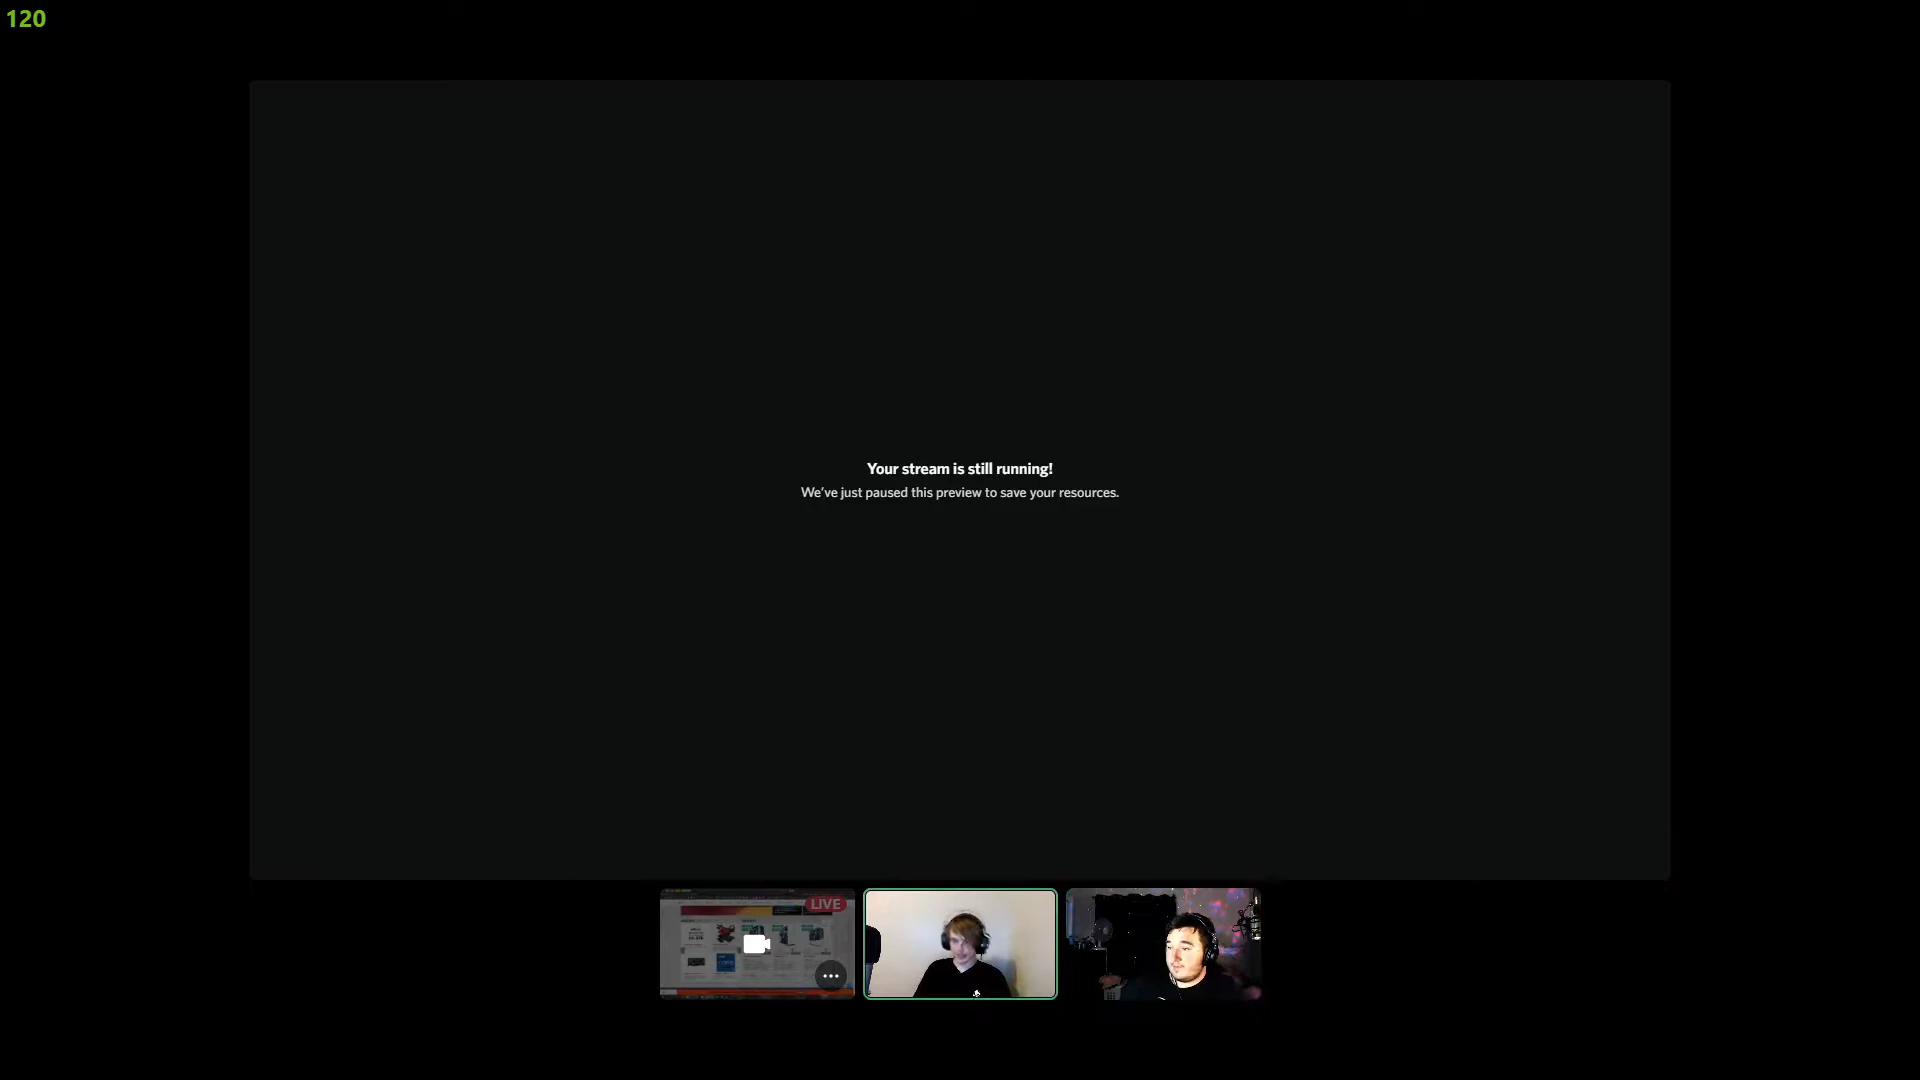 120
Your stream is still running!
We've just paused this preview to save your resources.
LIVE